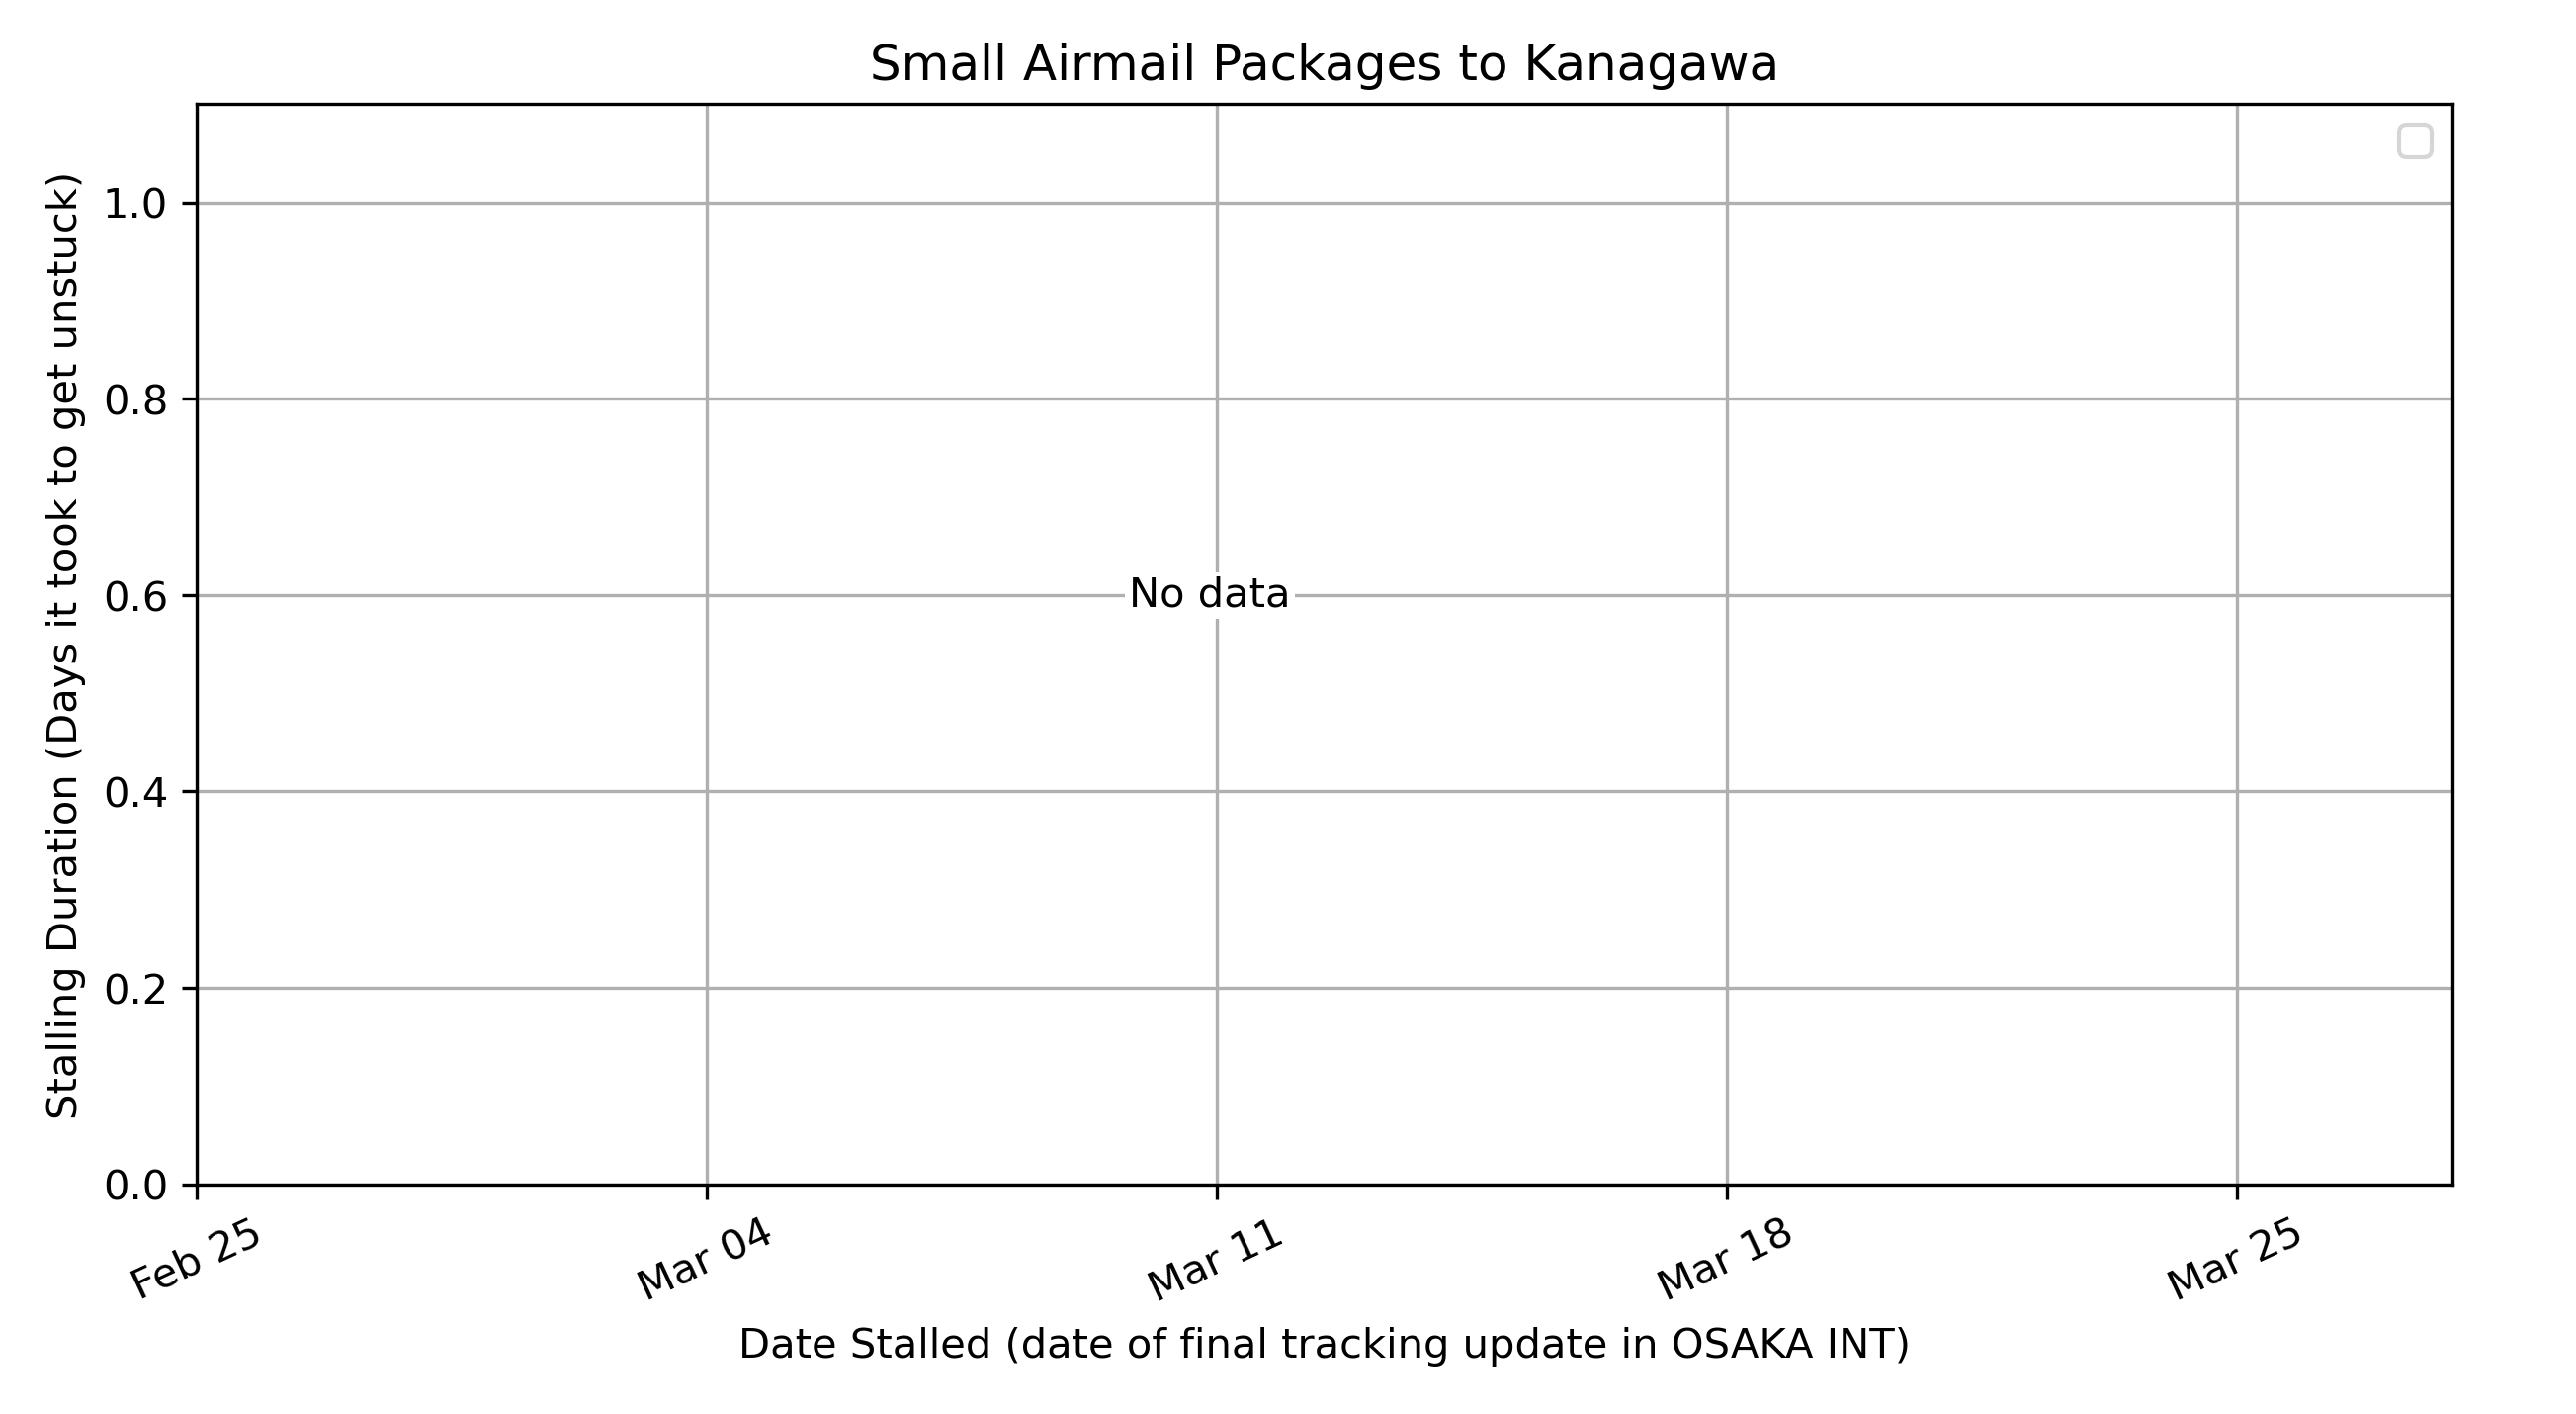 Small Airmail Packages to Kanagawa
Stalling Duration (Days it took to get unstuck)
1.0
0.8
0.6
0.4
0.2
0.0
No data
Feb 25
Mar 04
Mar 11
Mar 18
Mar 25
Date Stalled (date of final tracking update in OSAKA INT)